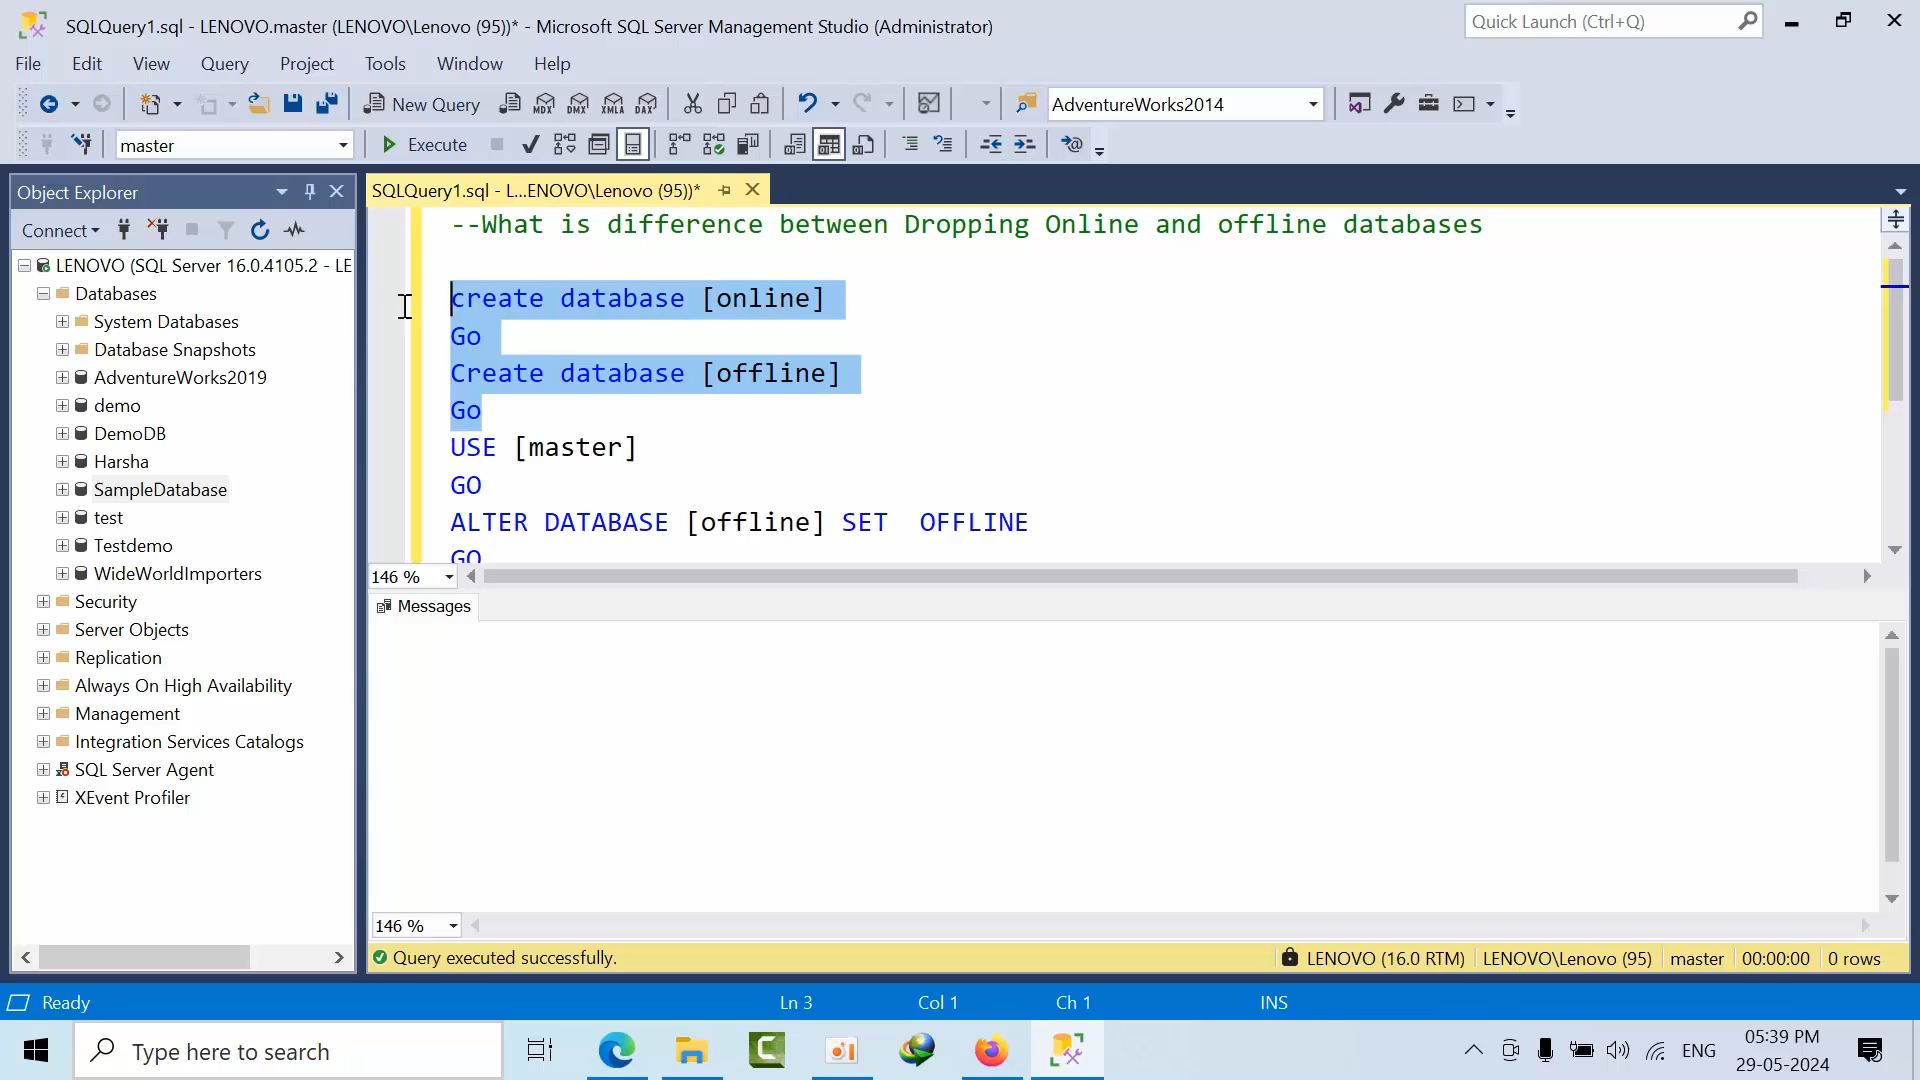 SQLQuery1.sql - LENOVO.master (LENOVO\Lenovo (95))* - Microsoft SQL Server Management Studio (Administrator)
Quick Launch (Ctrl+Q)
File Edit View Query Project Tools Window Help
New Query
MDX DMX XMLA DAX
AdventureWorks2014
master
Execute
Object Explorer
SQLQuery1.sql - L...ENOVO\Lenovo (95))*
Connect
LENOVO (SQL Server 16.0.4105.2 - LE
Databases
System Databases
Database Snapshots
AdventureWorks2019
demo
DemoDB
Harsha
SampleDatabase
test
Testdemo
WideWorldImporters
Security
Server Objects
Replication
Always On High Availability
Management
Integration Services Catalogs
SQL Server Agent
XEvent Profiler
--What is difference between Dropping Online and offline databases
create database [online]
Go
Create database [offline]
Go
USE [master]
GO
ALTER DATABASE [offline] SET  OFFLINE
GO
146 %
Messages
146 %
Query executed successfully.
LENOVO (16.0 RTM) LENOVO\Lenovo (95) master 00:00:00 0 rows
Ready
Ln 3 Col 1 Ch 1 INS
Type here to search
ENG
05:39 PM
29-05-2024